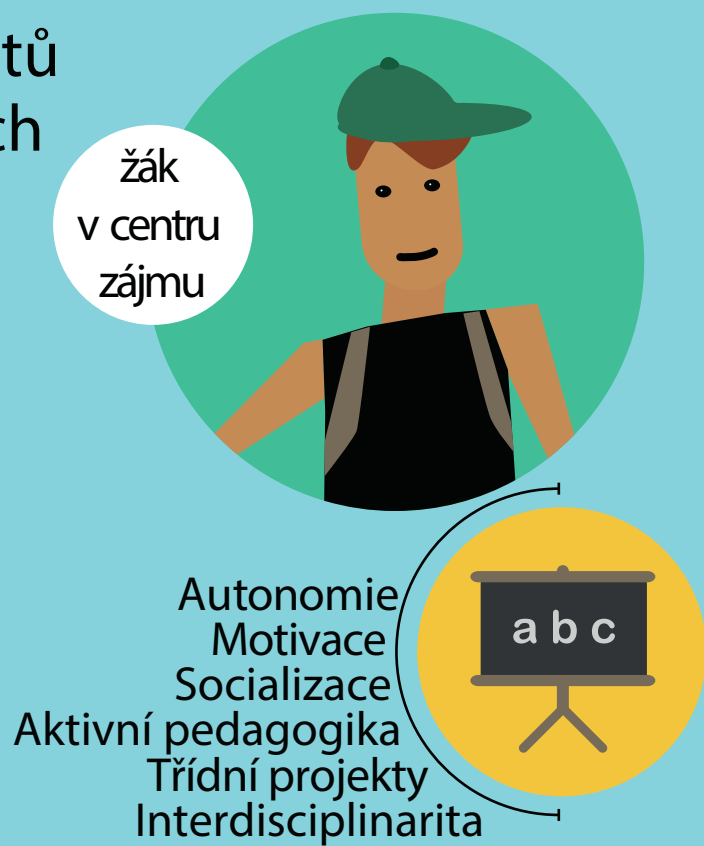 tů
ch
žák
v centru
zájmu
a b c
Autonomie
Motivace
Socializace
Aktivní pedagogika
Třídní projekty
Interdisciplinarita